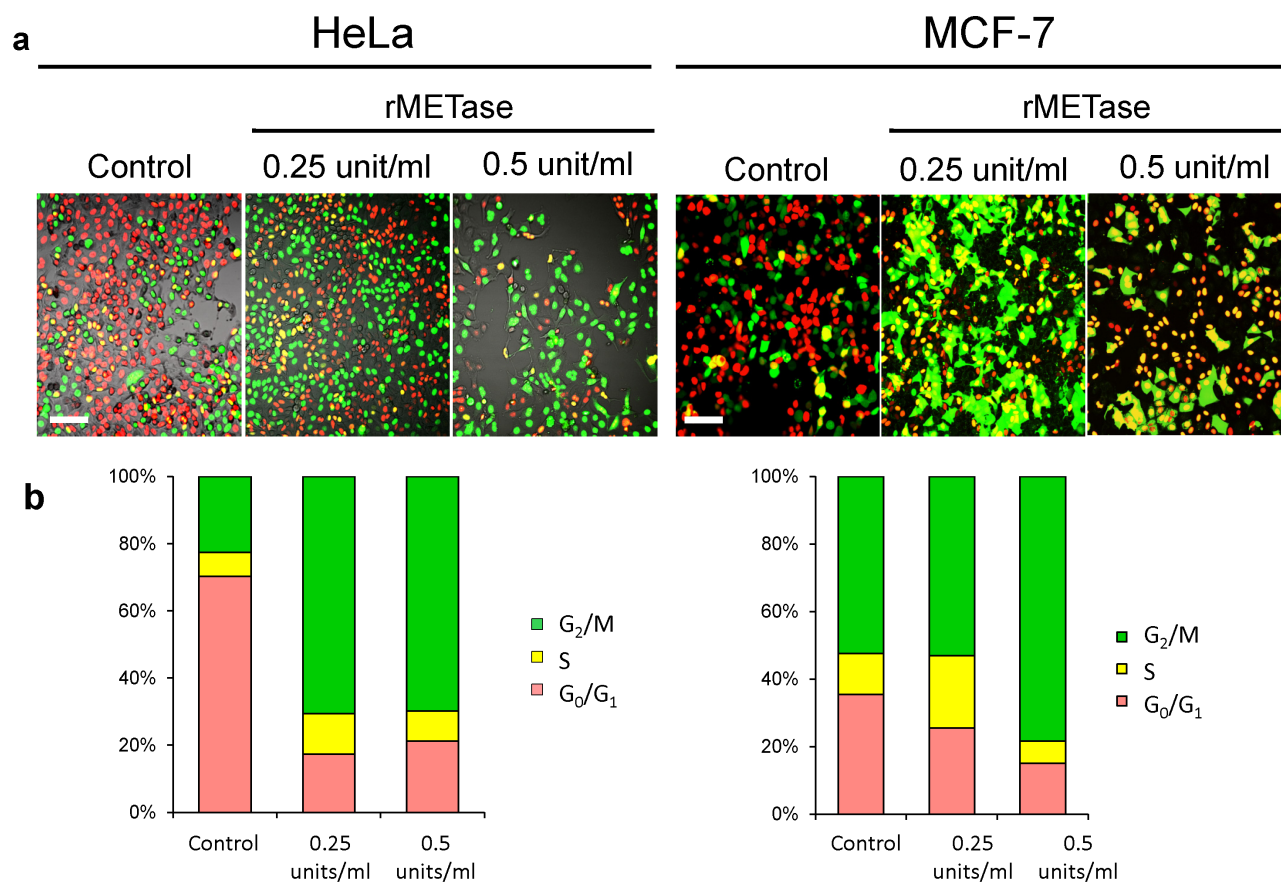 a
HeLa
MCF-7
rMETase
rMETase
Control
0.25 unit/ml
0.5 unit/ml
Control
0.25 unit/ml
0.5 unit/ml
b
100%
80%
60%
40%
20%
0%
Control
0.25
units/ml
0.5
units/ml
G₂/M
S
G₀/G₁
100%
80%
60%
40%
20%
0%
Control
0.25
units/ml
0.5
units/ml
G₂/M
S
G₀/G₁